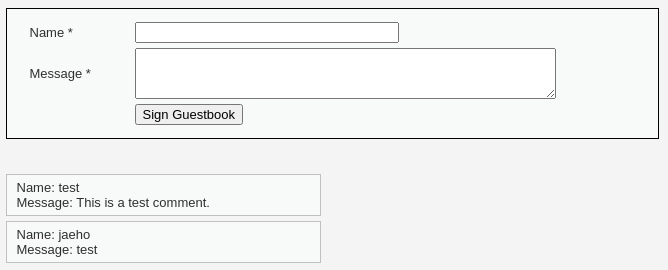 Name *
Message *
Sign Guestbook
Name: test
Message: This is a test comment.
Name: jaeho
Message: test